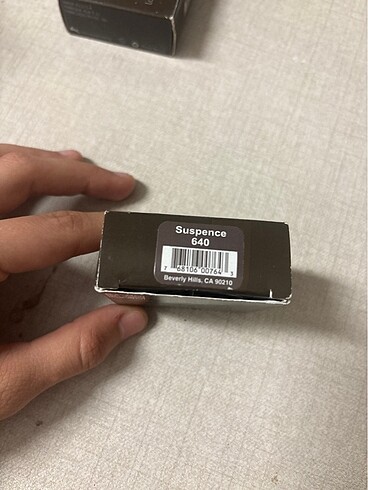 Suspence
640
7 68106 00764 3
Beverly Hills, CA 90210